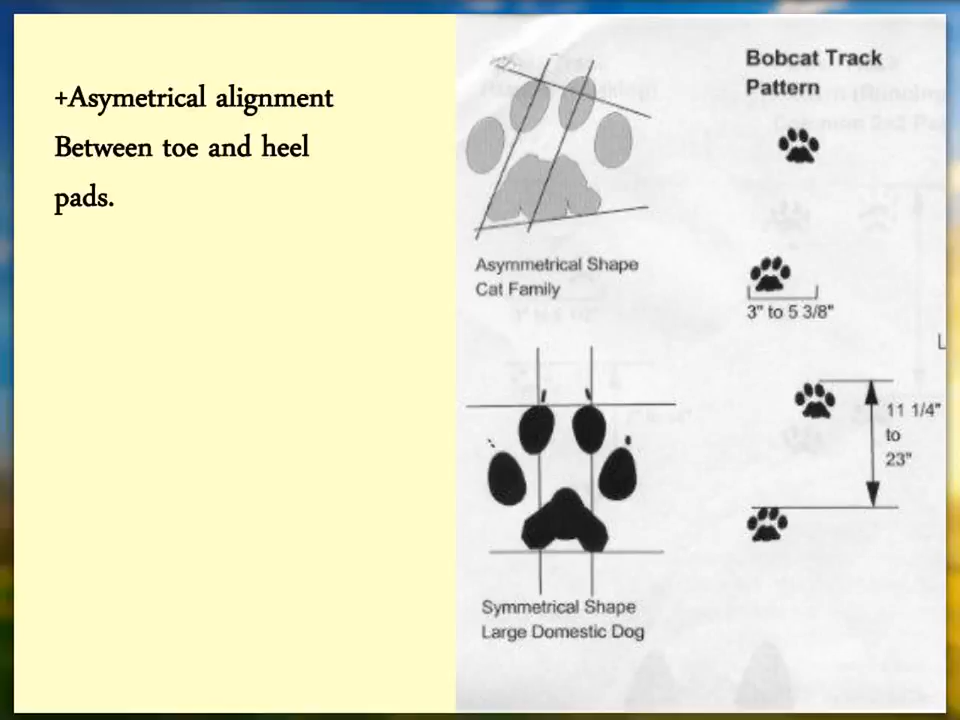 +Asymetrical alignment
Between toe and heel
pads.
Bobcat Track
Pattern
Asymmetrical Shape
Cat Family
3" to 5 3/8"
L
11 1/4"
to
23"
Symmetrical Shape
Large Domestic Dog